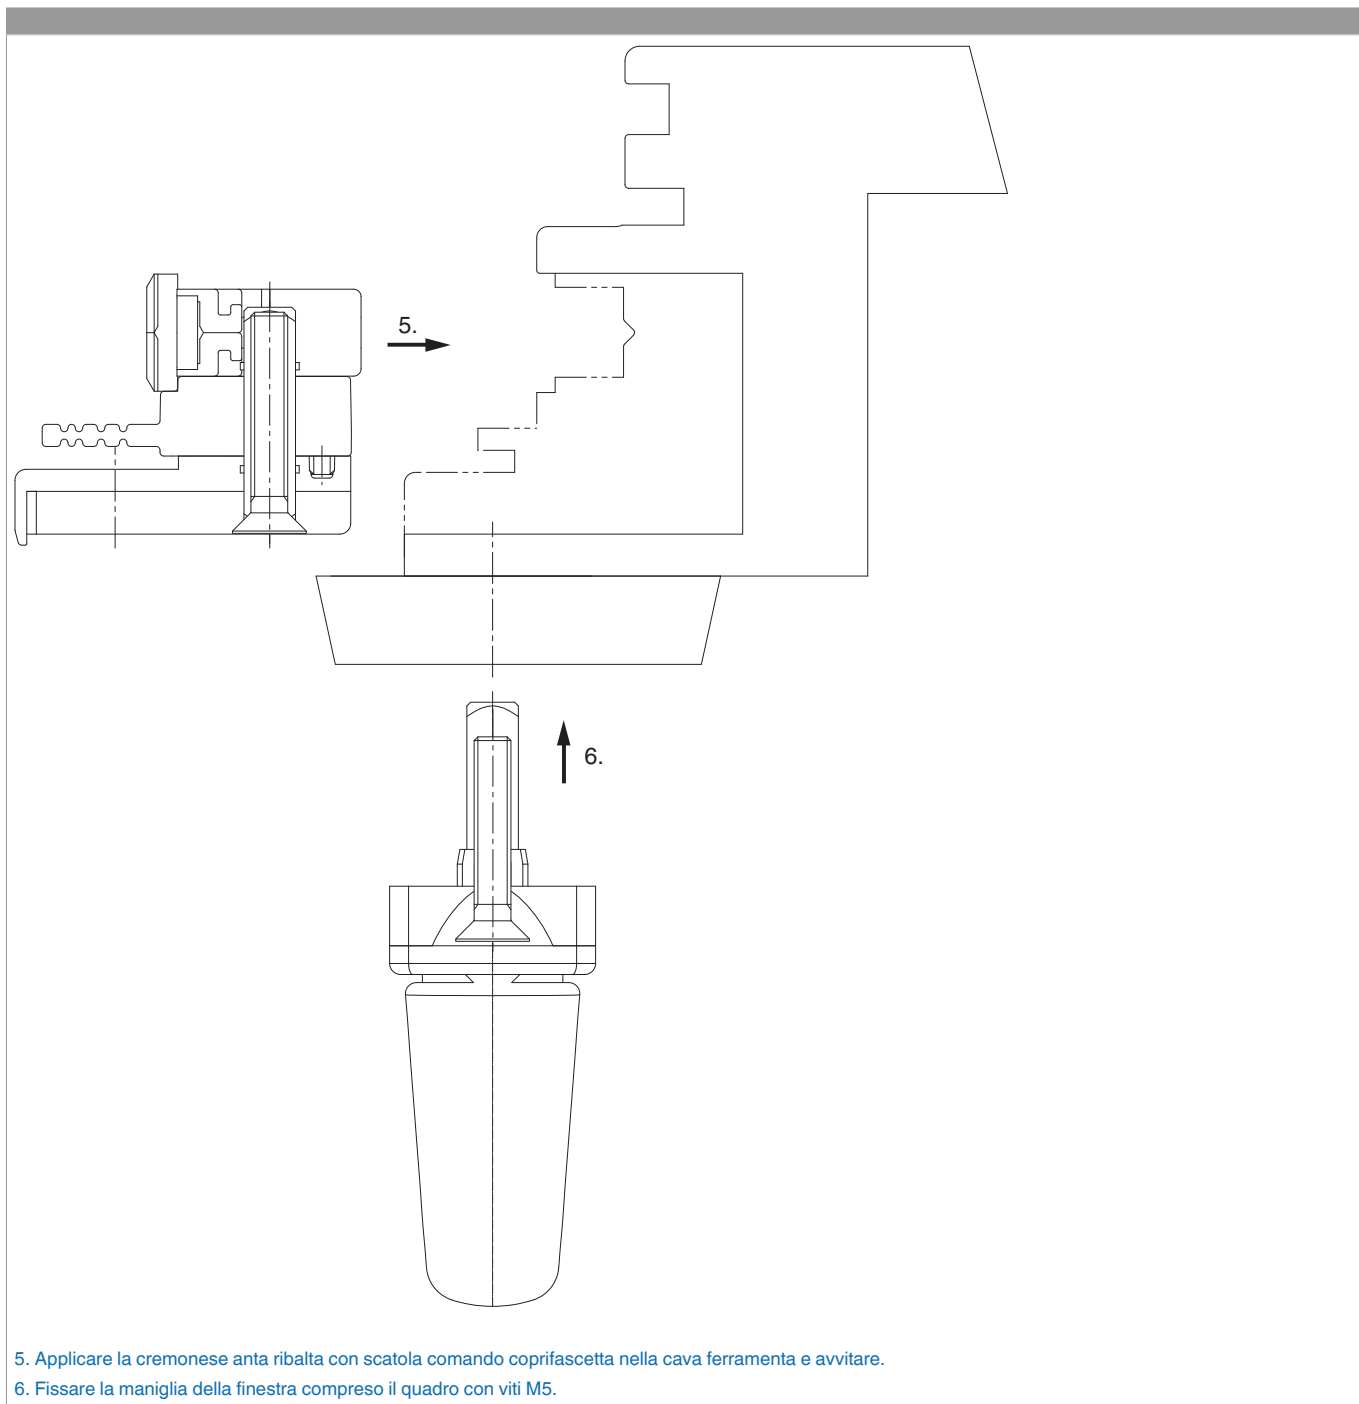 5.
6.
5. Applicare la cremonese anta ribalta con scatola comando coprifascetta nella cava ferramenta e avvitare.
6. Fissare la maniglia della finestra compreso il quadro con viti M5.